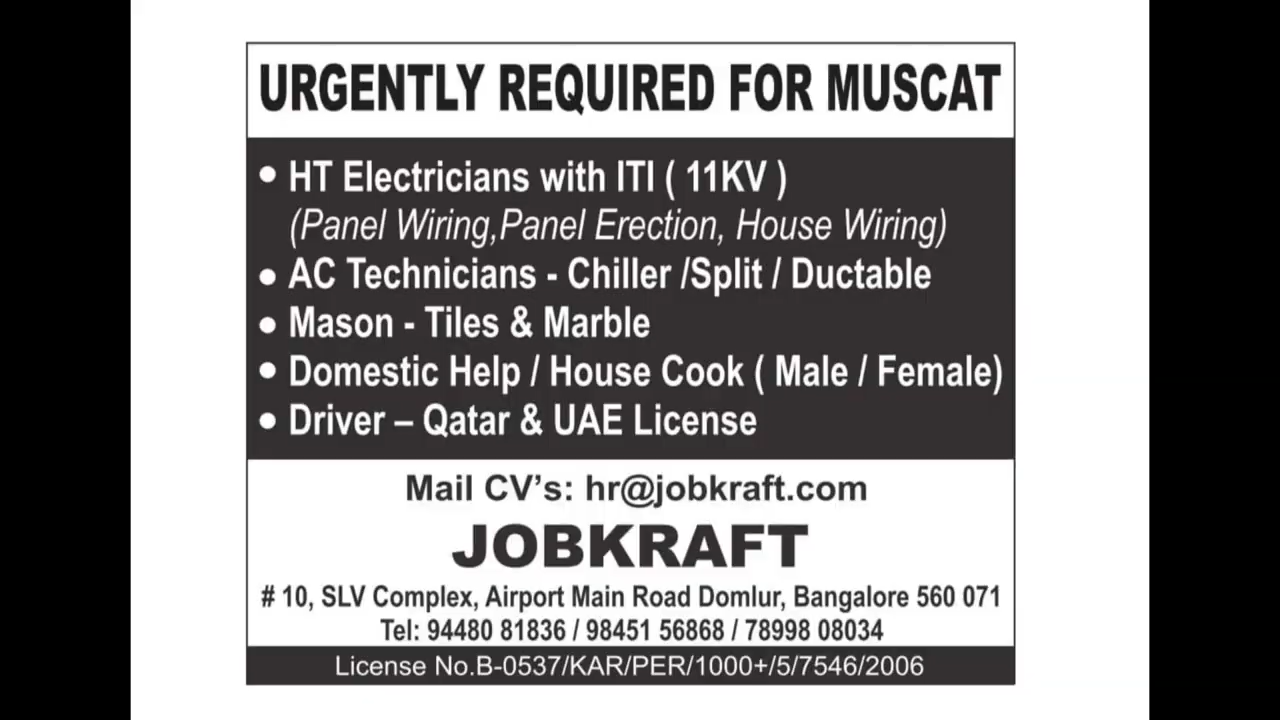 URGENTLY REQUIRED FOR MUSCAT
• HT Electricians with ITI ( 11KV )
(Panel Wiring,Panel Erection, House Wiring)
• AC Technicians - Chiller /Split / Ductable
• Mason - Tiles & Marble
• Domestic Help / House Cook ( Male / Female)
• Driver – Qatar & UAE License
Mail CV’s: hr@jobkraft.com
JOBKRAFT
# 10, SLV Complex, Airport Main Road Domlur, Bangalore 560 071
Tel: 94480 81836 / 98451 56868 / 78998 08034
License No.B-0537/KAR/PER/1000+/5/7546/2006